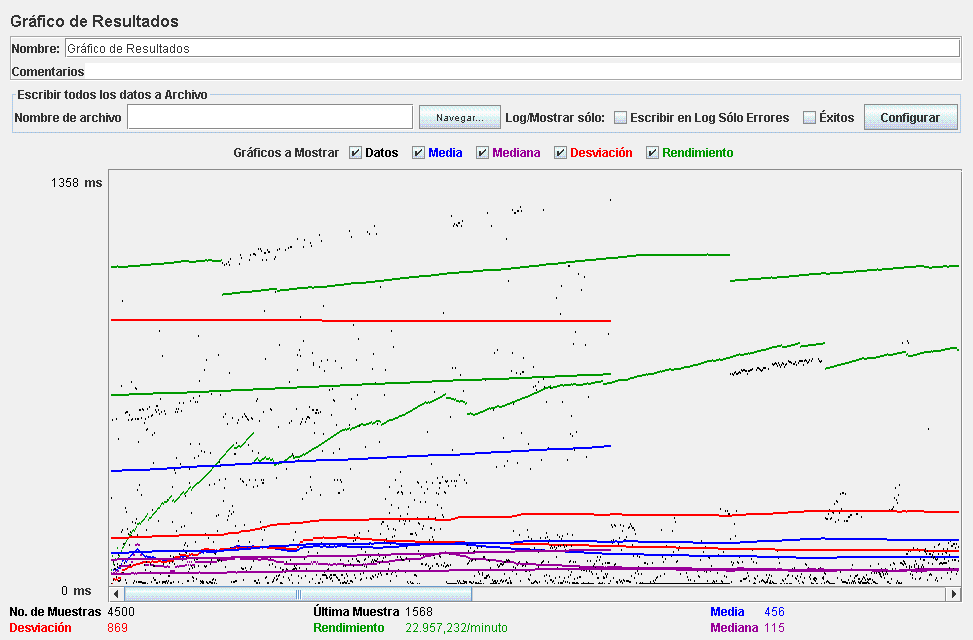 Gráfico de Resultados
Nombre: Gráfico de Resultados
Comentarios
Escribir todos los datos a Archivo
Nombre de archivo Navegar... Log/Mostrar sólo: Escribir en Log Sólo Errores Éxitos Configurar
Gráficos a Mostrar Datos Media Mediana Desviación Rendimiento
1358 ms
0 ms
No. de Muestras 4500 Última Muestra 1568 Media 456
Desviación 869 Rendimiento 22.957,232/minuto Mediana 115